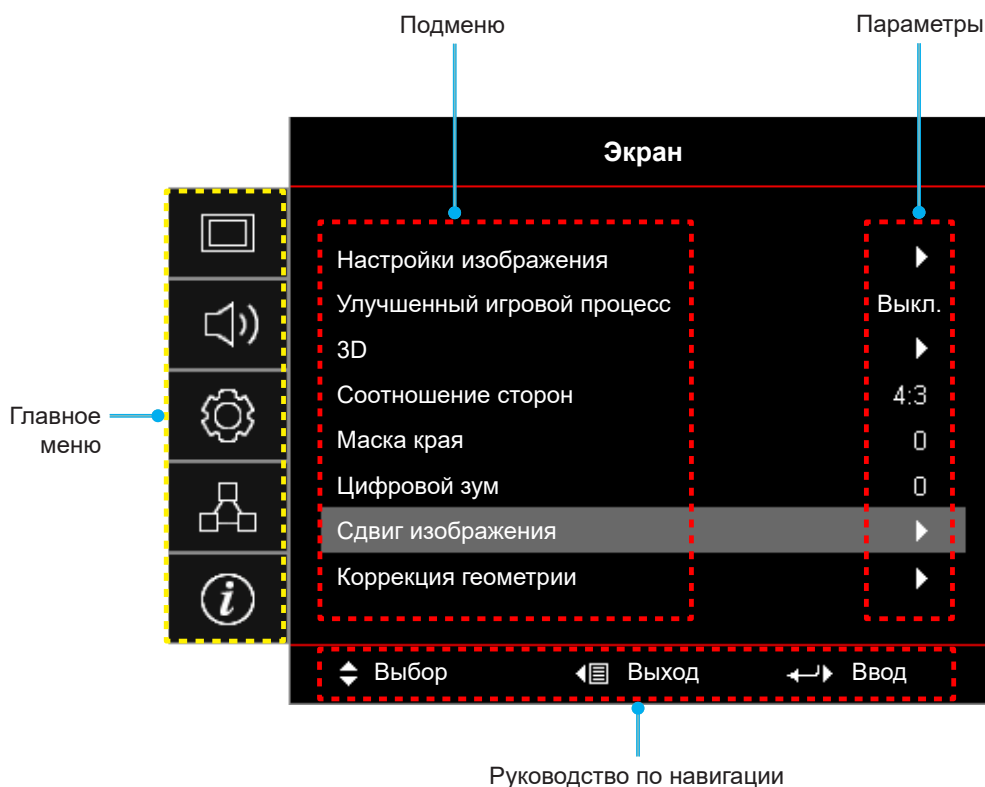 Подменю
Параметры
Экран
Настройки изображения
Улучшенный игровой процесс Выкл.
3D
Соотношение сторон 4:3
Маска края 0
Цифровой зум 0
Сдвиг изображения
Коррекция геометрии
Главное
меню
i
Выбор Выход Ввод
Руководство по навигации